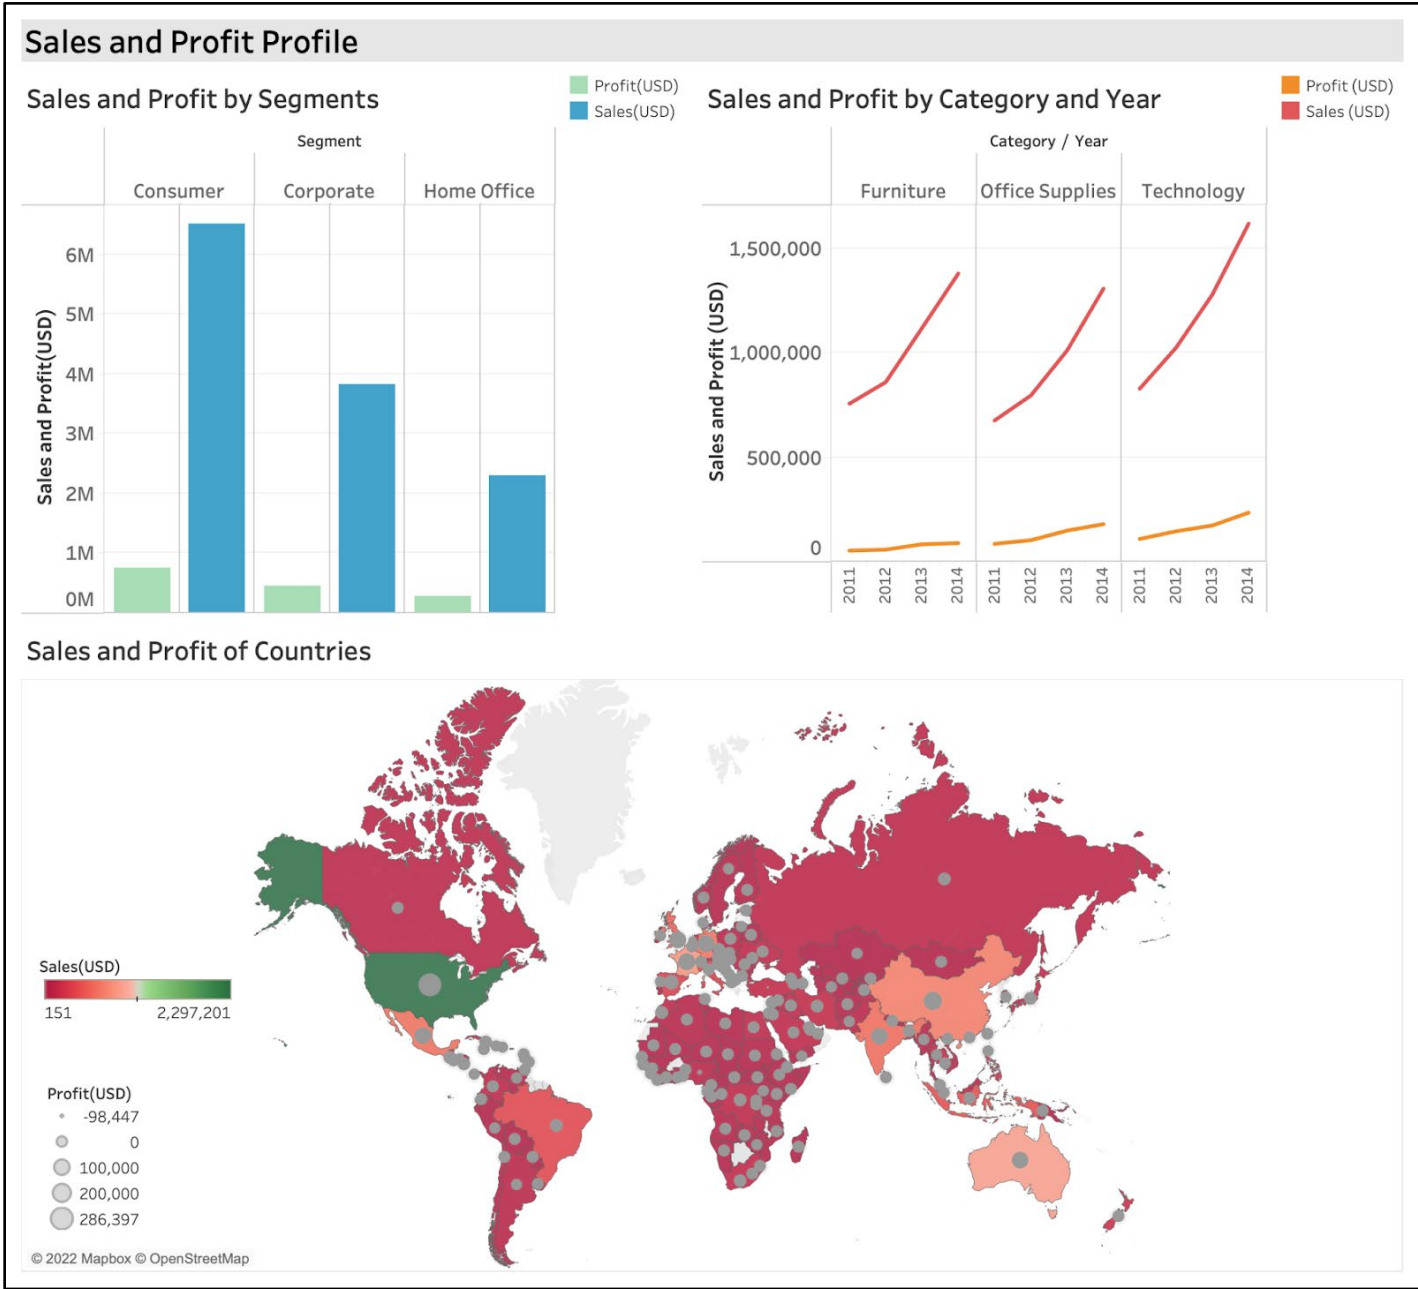 Sales and Profit Profile
Sales and Profit by Segments
Profit(USD)
Sales(USD)
Segment
Consumer
Corporate
Home Office
Sales and Profit(USD)
6M
5M
4M
3M
2M
1M
0M
Sales and Profit by Category and Year
Profit (USD)
Sales (USD)
Category / Year
Furniture
Office Supplies
Technology
Sales and Profit (USD)
1,500,000
1,000,000
500,000
0
2011
2012
2013
2014
2011
2012
2013
2014
2011
2012
2013
2014
Sales and Profit of Countries
Sales(USD)
151 2,297,201
Profit(USD)
-98,447
0
100,000
200,000
286,397
© 2022 Mapbox © OpenStreetMap